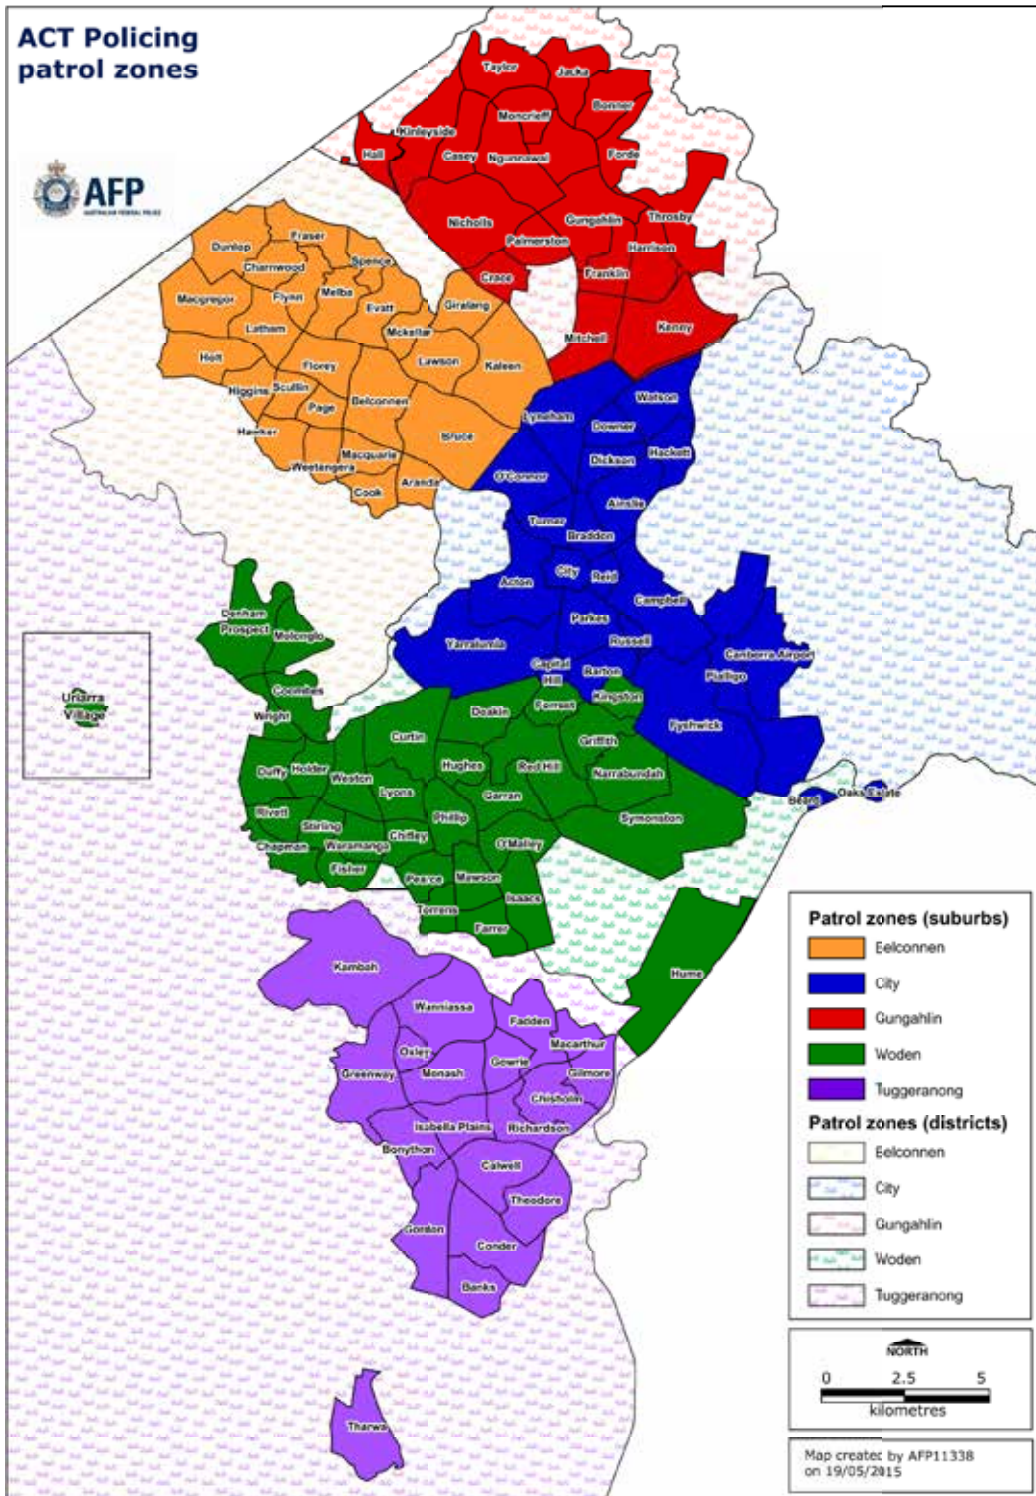 ACT Policing
patrol zones
AFP
AUSTRALIAN FEDERAL POLICE
Taylor
Jacka
Bonner
Moncrieff
Kinleyside
Hall
Casey
Ngunnawal
Forde
Nicholls
Gungahlin
Throsby
Palmerston
Harrison
Crace
Franklin
Mitchell
Kenny
Fraser
Dunlop
Charnwood
Spence
Macgregor
Flynn
Melba
Evatt
Giralang
Latham
Mckellar
Holt
Florey
Lawson
Kaleen
Higgins
Scullin
Page
Belconnen
Hawker
Bruce
Macquarie
Weetangera
Cook
Aranda
Watson
Lyneham
Downer
Hackett
Dickson
O'Connor
Ainslie
Turner
Braddon
City
Reid
Acton
Campbell
Parkes
Russell
Yarralumla
Canberra Airport
Pialligo
Capital
Hill
Barton
Kingston
Fyshwick
Beard
Oaks Estate
Denham
Prospect
Molonglo
Coombes
Wright
Uriarra
Village
Deakin
Forrest
Curtin
Griffith
Hughes
Red Hill
Narrabundah
Duffy
Holder
Weston
Lyons
Garran
Rivett
Stirling
Phillip
Symonston
Chapman
Waramanga
Chifley
O'Malley
Fisher
Pearce
Mawson
Isaacs
Torrens
Farrer
Hume
Kambah
Wanniassa
Fadden
Macarthur
Oxley
Gowrie
Greenway
Monash
Gilmore
Chisholm
Isabella Plains
Richardson
Bonython
Calwell
Theodore
Gordon
Conder
Banks
Tharwa
Patrol zones (suburbs)
Eelconnen
City
Gungahlin
Woden
Tuggeranong
Patrol zones (districts)
Eelconnen
City
Gungahlin
Woden
Tuggeranong
NORTH
0 2.5 5
kilometres
Map created by AFP11338
on 19/05/2015